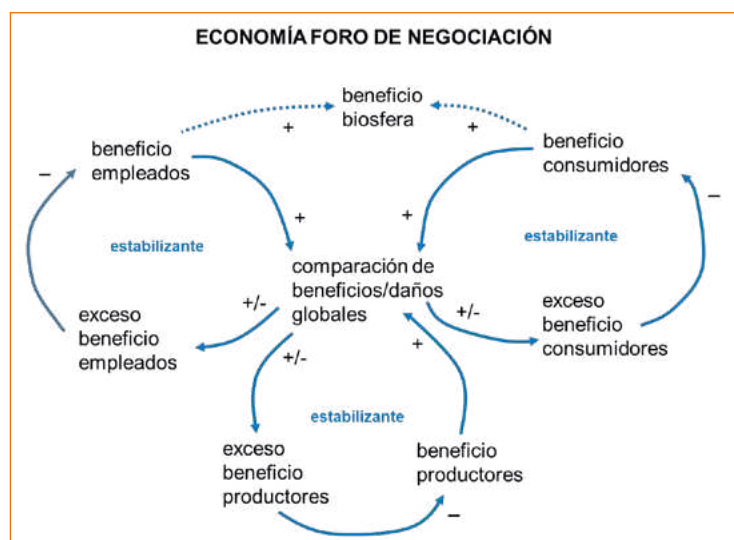 ECONOMÍA FORO DE NEGOCIACIÓN
beneficio
biosfera
+
+
beneficio
empleados
beneficio
consumidores
–
–
+
+
estabilizante
estabilizante
comparación de
beneficios/daños
globales
+/-
+/-
exceso
beneficio
empleados
exceso
beneficio
consumidores
+/-
+
estabilizante
exceso
beneficio
productores
beneficio
productores
–